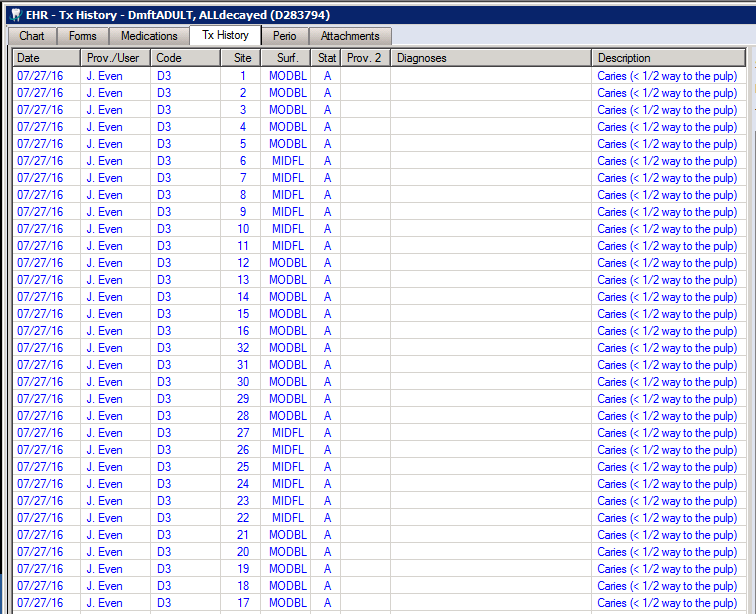 EHR - Tx History - DmftADULT, ALLdecayed (D283794)
Chart Forms Medications Tx History Perio Attachments
Date Prov./User Code Site Surf. Stat Prov. 2 Diagnoses Description
07/27/16 J. Even D3 1 MODBL A Caries (< 1/2 way to the pulp)
07/27/16 J. Even D3 2 MODBL A Caries (< 1/2 way to the pulp)
07/27/16 J. Even D3 3 MODBL A Caries (< 1/2 way to the pulp)
07/27/16 J. Even D3 4 MODBL A Caries (< 1/2 way to the pulp)
07/27/16 J. Even D3 5 MODBL A Caries (< 1/2 way to the pulp)
07/27/16 J. Even D3 6 MIDFL A Caries (< 1/2 way to the pulp)
07/27/16 J. Even D3 7 MIDFL A Caries (< 1/2 way to the pulp)
07/27/16 J. Even D3 8 MIDFL A Caries (< 1/2 way to the pulp)
07/27/16 J. Even D3 9 MIDFL A Caries (< 1/2 way to the pulp)
07/27/16 J. Even D3 10 MIDFL A Caries (< 1/2 way to the pulp)
07/27/16 J. Even D3 11 MIDFL A Caries (< 1/2 way to the pulp)
07/27/16 J. Even D3 12 MODBL A Caries (< 1/2 way to the pulp)
07/27/16 J. Even D3 13 MODBL A Caries (< 1/2 way to the pulp)
07/27/16 J. Even D3 14 MODBL A Caries (< 1/2 way to the pulp)
07/27/16 J. Even D3 15 MODBL A Caries (< 1/2 way to the pulp)
07/27/16 J. Even D3 16 MODBL A Caries (< 1/2 way to the pulp)
07/27/16 J. Even D3 32 MODBL A Caries (< 1/2 way to the pulp)
07/27/16 J. Even D3 31 MODBL A Caries (< 1/2 way to the pulp)
07/27/16 J. Even D3 30 MODBL A Caries (< 1/2 way to the pulp)
07/27/16 J. Even D3 29 MODBL A Caries (< 1/2 way to the pulp)
07/27/16 J. Even D3 28 MODBL A Caries (< 1/2 way to the pulp)
07/27/16 J. Even D3 27 MIDFL A Caries (< 1/2 way to the pulp)
07/27/16 J. Even D3 26 MIDFL A Caries (< 1/2 way to the pulp)
07/27/16 J. Even D3 25 MIDFL A Caries (< 1/2 way to the pulp)
07/27/16 J. Even D3 24 MIDFL A Caries (< 1/2 way to the pulp)
07/27/16 J. Even D3 23 MIDFL A Caries (< 1/2 way to the pulp)
07/27/16 J. Even D3 22 MIDFL A Caries (< 1/2 way to the pulp)
07/27/16 J. Even D3 21 MODBL A Caries (< 1/2 way to the pulp)
07/27/16 J. Even D3 20 MODBL A Caries (< 1/2 way to the pulp)
07/27/16 J. Even D3 19 MODBL A Caries (< 1/2 way to the pulp)
07/27/16 J. Even D3 18 MODBL A Caries (< 1/2 way to the pulp)
07/27/16 J. Even D3 17 MODBL A Caries (< 1/2 way to the pulp)